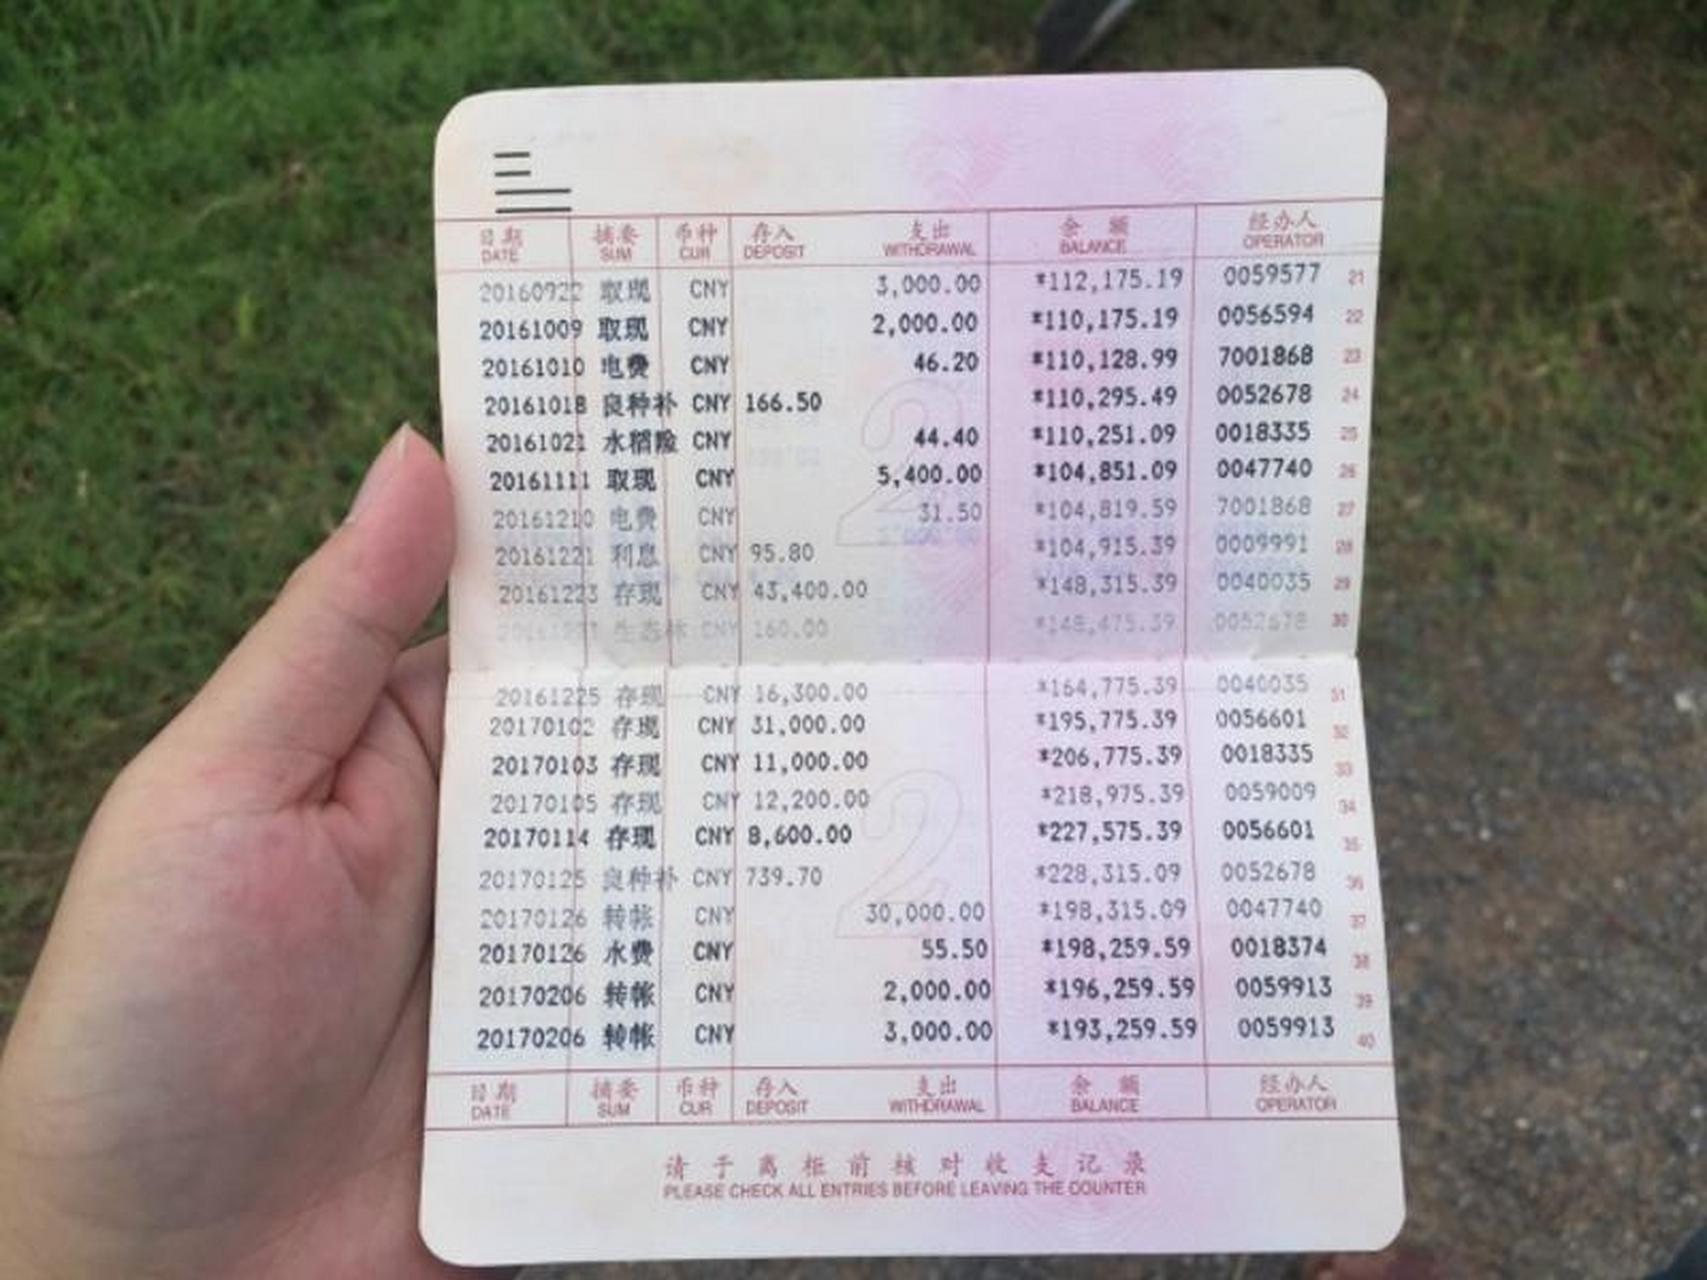 日期 摘要 币种 存入 支出 余额 经办人
DATE SUM CUR DEPOSIT WITHDRAWAL BALANCE OPERATOR
20160922 取现 CNY 3,000.00 *112,175.19 0059577 21
20161009 取现 CNY 2,000.00 *110,175.19 0056594 22
20161010 电费 CNY 46.20 *110,128.99 7001868 23
20161018 良种补 CNY 166.50 *110,295.49 0052678 24
20161021 水稻险 CNY 44.40 *110,251.09 0018335 25
20161111 取现 CNY 5,400.00 *104,851.09 0047740 26
20161210 电费 CNY 31.50 *104,819.59 7001868 27
20161221 利息 CNY 95.80 *104,915.39 0009991 28
20161223 存现 CNY 43,400.00 *148,315.39 0040035 29
生态林 CNY 160.00 *148,475.39 0052678 30
20161225 存现 CNY 16,300.00 *164,775.39 0040035 31
20170102 存现 CNY 31,000.00 *195,775.39 0056601 32
20170103 存现 CNY 11,000.00 *206,775.39 0018335 33
20170105 存现 CNY 12,200.00 *218,975.39 0059009 34
20170114 存现 CNY 8,600.00 *227,575.39 0056601 35
20170125 良种补 CNY 739.70 *228,315.09 0052678 36
20170126 转帐 CNY 30,000.00 *198,315.09 0047740 37
20170126 水费 CNY 55.50 *198,259.59 0018374 38
20170206 转帐 CNY 2,000.00 *196,259.59 0059913 39
20170206 转帐 CNY 3,000.00 *193,259.59 0059913 40
日期 摘要 币种 存入 支出 余额 经办人
DATE SUM CUR DEPOSIT WITHDRAWAL BALANCE OPERATOR
请于离柜前核对收支记录
PLEASE CHECK ALL ENTRIES BEFORE LEAVING THE COUNTER